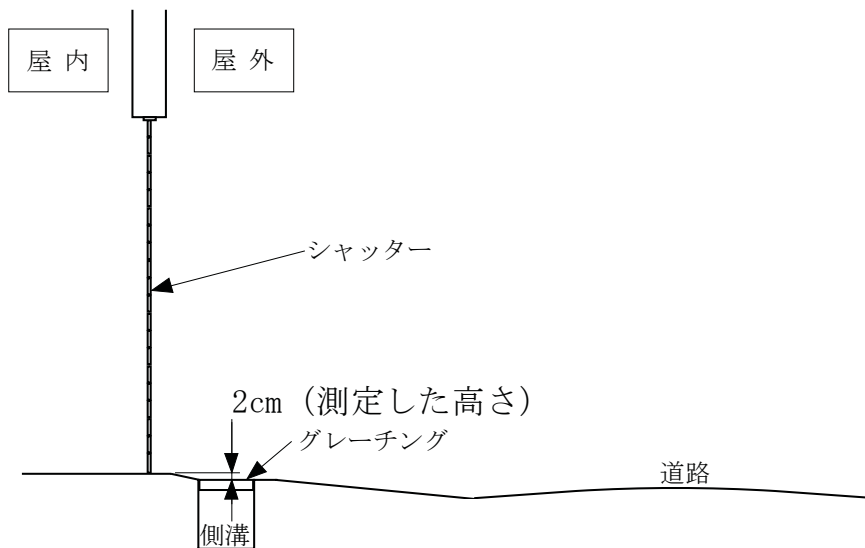 屋 内
屋 外
シャッター
2cm (測定した高さ)
グレーチング
道路
側溝